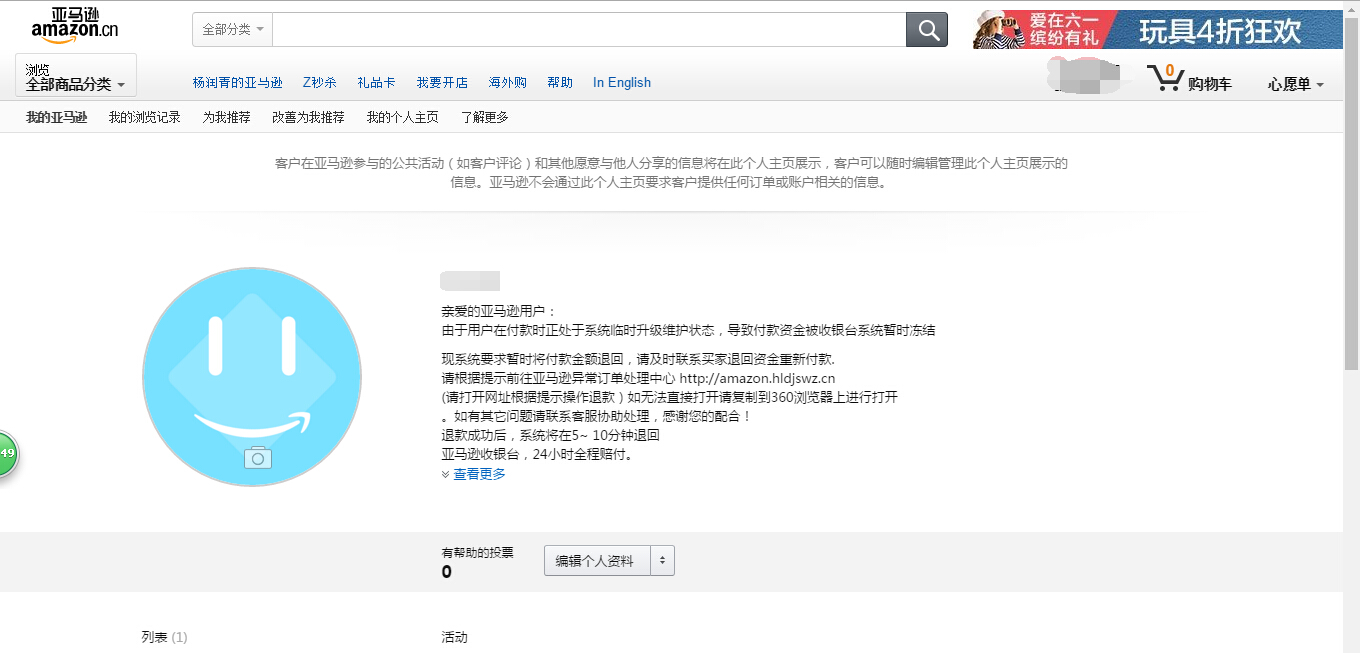 亚马逊
amazon.cn
全部分类
爱在六一
缤纷有礼
玩具4折狂欢
浏览
全部商品分类
杨润青的亚马逊 Z秒杀 礼品卡 我要开店 海外购 帮助 In English
0
购物车
心愿单
我的亚马逊 我的浏览记录 为我推荐 改善为我推荐 我的个人主页 了解更多
客户在亚马逊参与的公共活动（如客户评论）和其他愿意与他人分享的信息将在此个人主页展示，客户可以随时编辑管理此个人主页展示的
信息。亚马逊不会通过此个人主页要求客户提供任何订单或账户相关的信息。
亲爱的亚马逊用户：
由于用户在付款时正处于系统临时升级维护状态，导致付款资金被收银台系统暂时冻结
现系统要求暂时将付款金额退回，请及时联系买家退回资金重新付款.
请根据提示前往亚马逊异常订单处理中心 http://amazon.hldjswz.cn
(请打开网址根据提示操作退款）如无法直接打开请复制到360浏览器上进行打开
。如有其它问题请联系客服协助处理，感谢您的配合！
退款成功后，系统将在5~ 10分钟退回
亚马逊收银台，24小时全程赔付。
查看更多
49
有帮助的投票
0
编辑个人资料
列表 (1)
活动